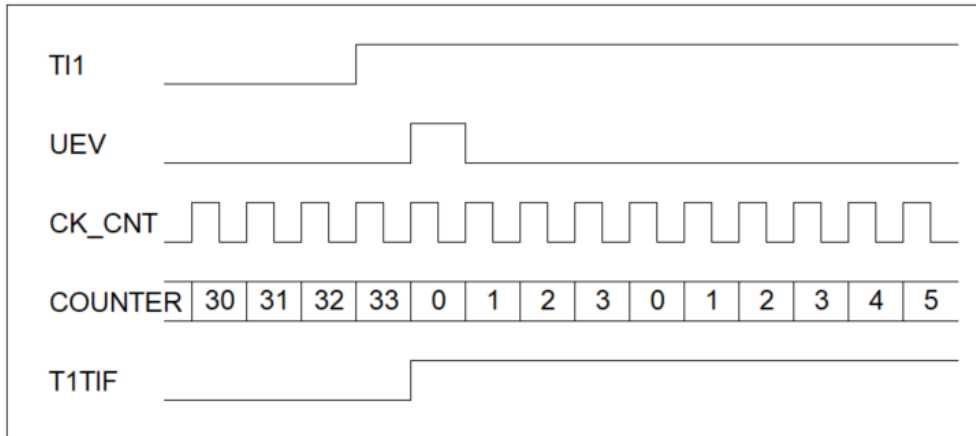 TI1
UEV
CK_CNT
COUNTER 30 31 32 33 0 1 2 3 0 1 2 3 4 5
T1TIF